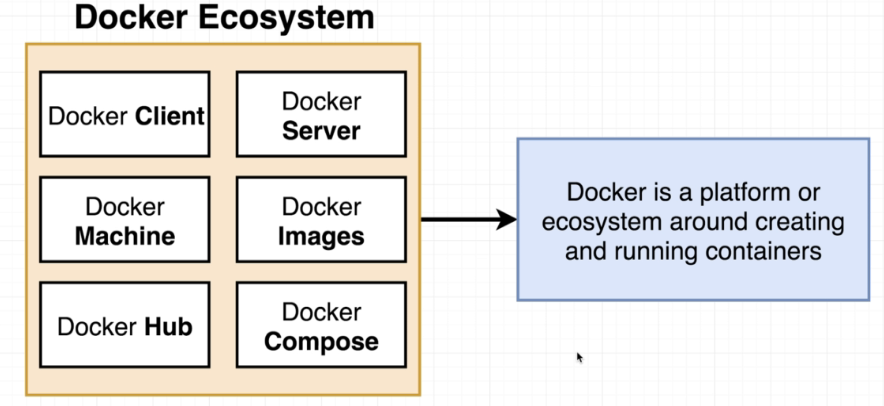 Docker Ecosystem
Docker Client
Docker
Server
Docker
Machine
Docker
Images
Docker Hub
Docker
Compose
Docker is a platform or
ecosystem around creating
and running containers